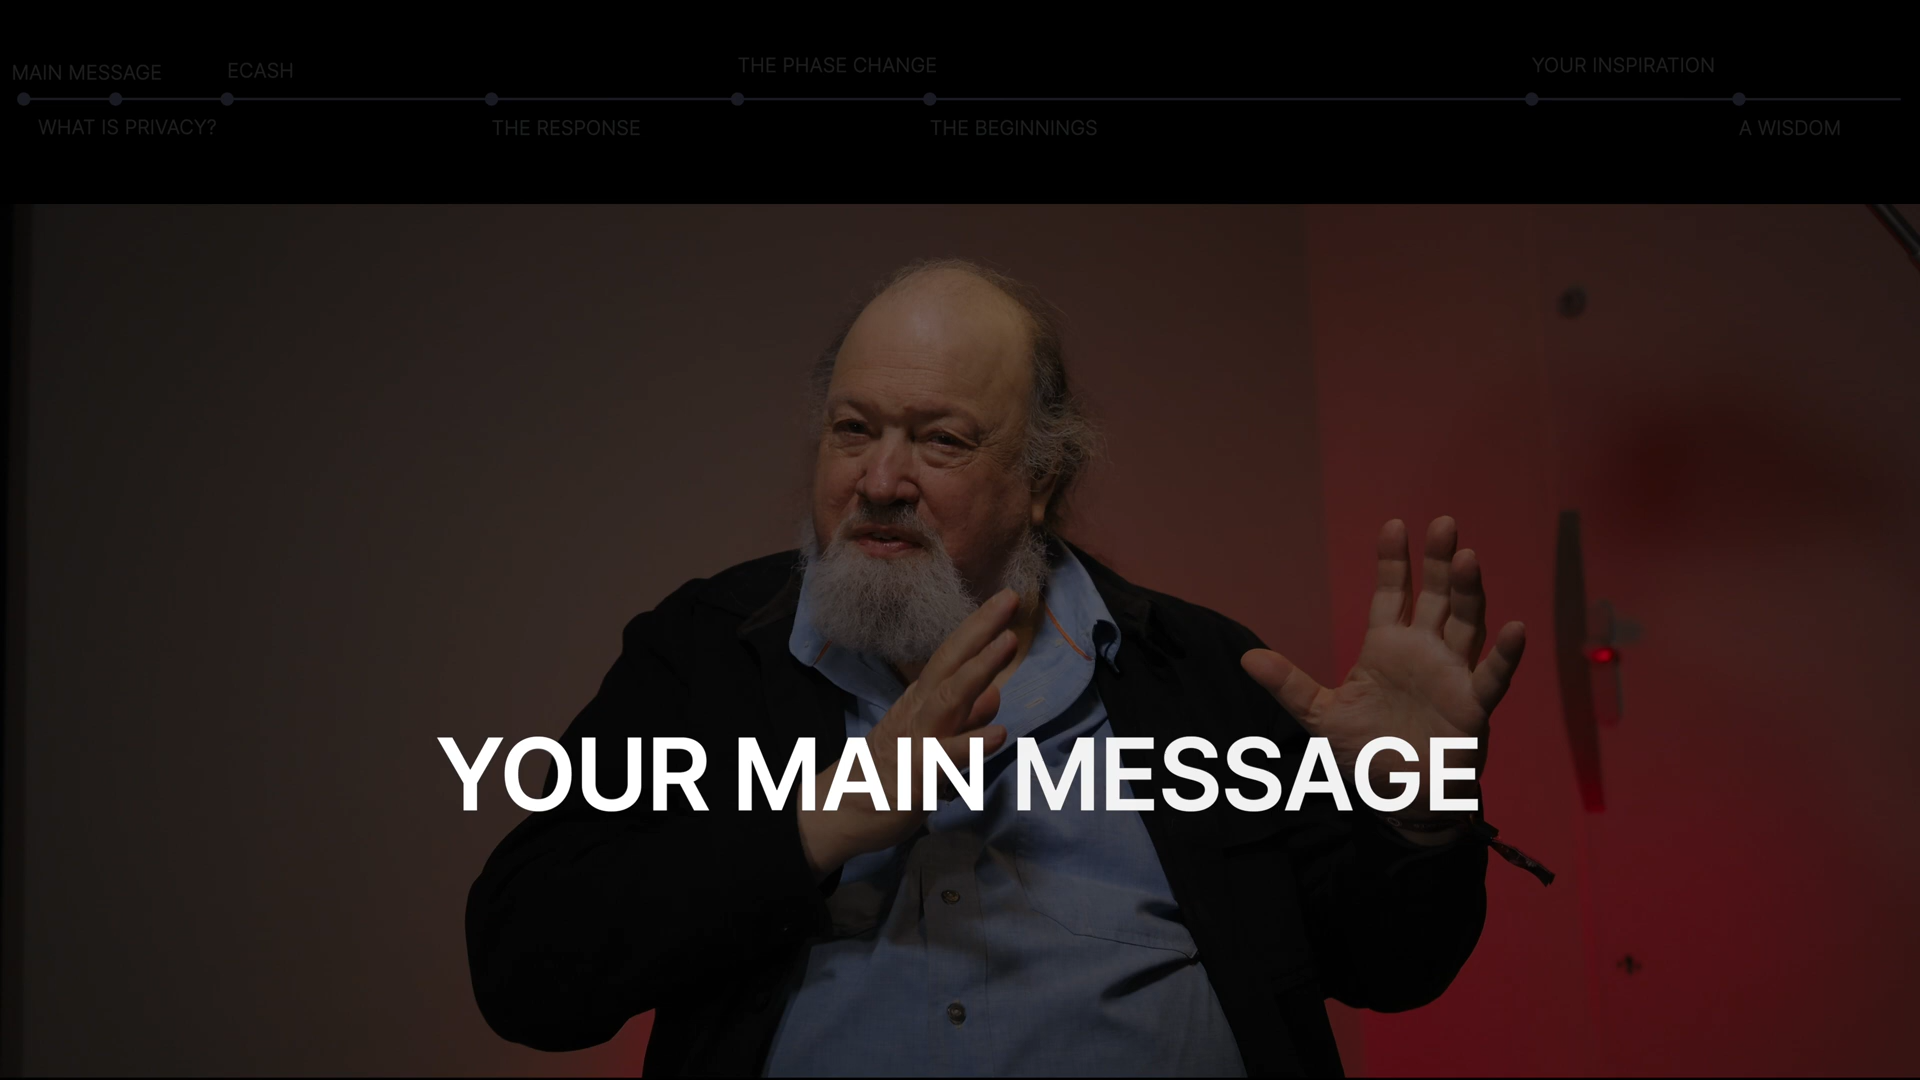 MAIN MESSAGE
ECASH
THE PHASE CHANGE
YOUR INSPIRATION
WHAT IS PRIVACY?
THE RESPONSE
THE BEGINNINGS
A WISDOM
YOUR MAIN MESSAGE